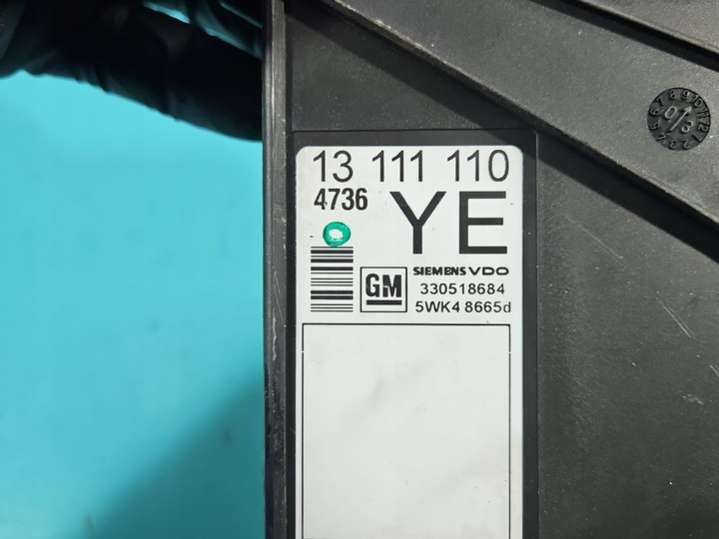 13 111 110
4736
YE
GM
SIEMENS VDO
330518684
5WK4 8665d